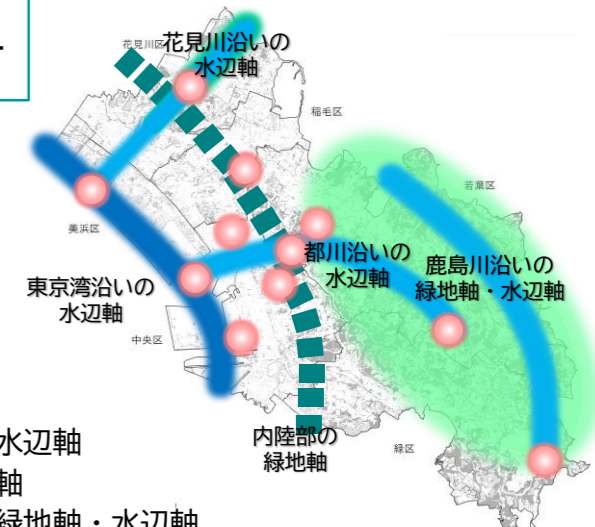 花見川区
花見川沿いの
水辺軸
稲毛区
若葉区
美浜区
都川沿いの
水辺軸
鹿島川沿いの
緑地軸・水辺軸
東京湾沿いの
水辺軸
中央区
内陸部の
緑地軸
緑区
水辺軸
軸
緑地軸・水辺軸